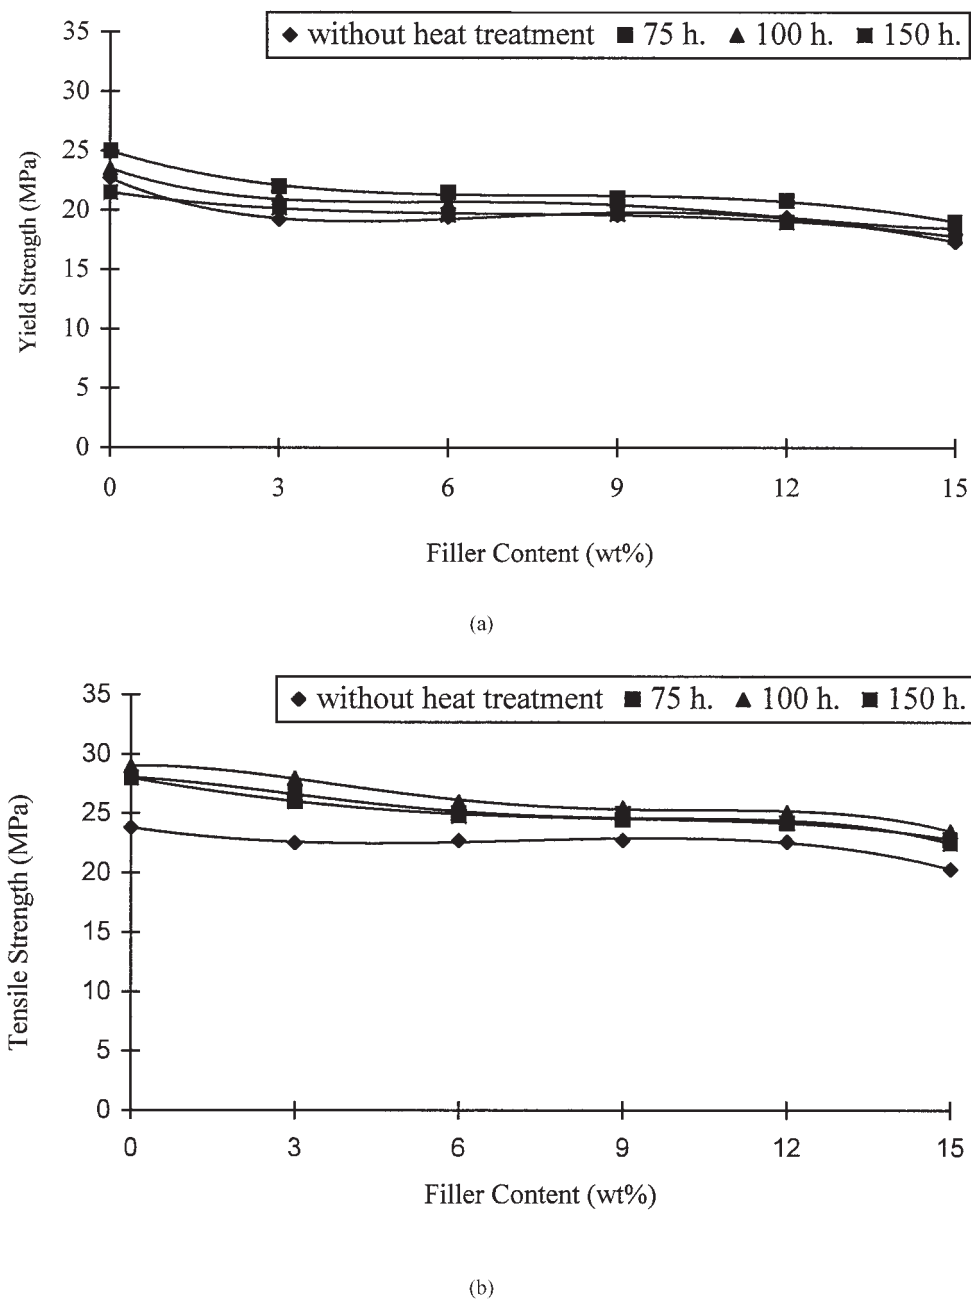 without heat treatment 75 h. 100 h. 150 h.
35
30
25
20
15
10
5
0
Yield Strength (MPa)
0 3 6 9 12 15
Filler Content (wt%)
(a)
without heat treatment 75 h. 100 h. 150 h.
35
30
25
20
15
10
5
0
Tensile Strength (MPa)
0 3 6 9 12 15
Filler Content (wt%)
(b)